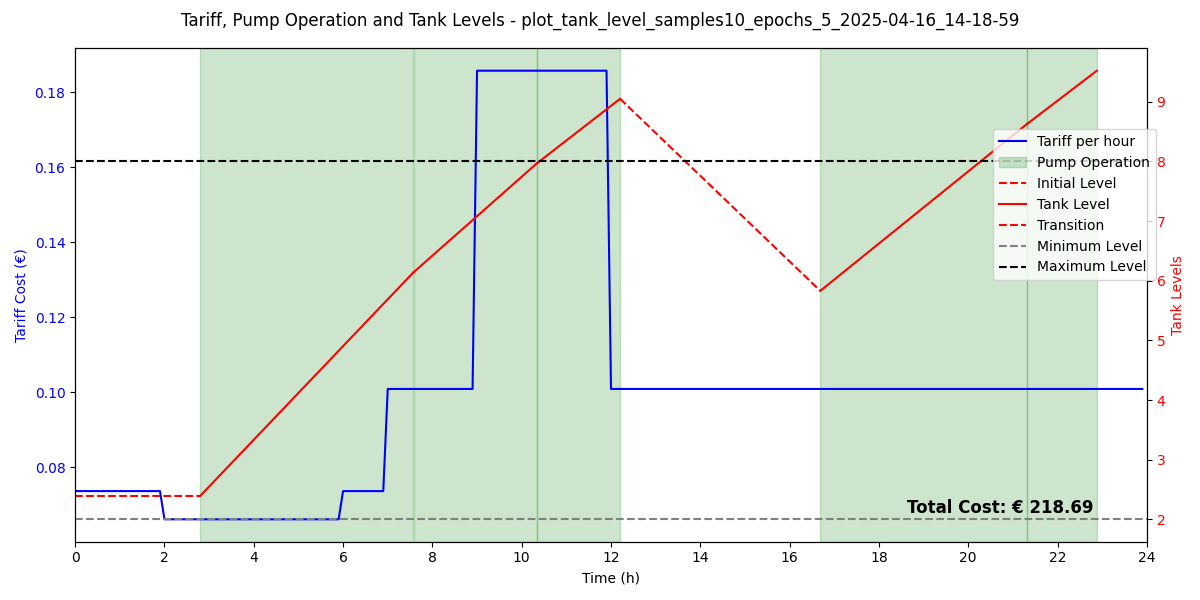 Tariff, Pump Operation and Tank Levels - plot_tank_level_samples10_epochs_5_2025-04-16_14-18-59
0.18
0.16
0.14
0.12
0.10
0.08
Tariff Cost (€)
9
8
7
6
5
4
3
2
Tank Levels
Tariff per hour
Pump Operation
Initial Level
Tank Level
Transition
Minimum Level
Maximum Level
Total Cost: € 218.69
0 2 4 6 8 10 12 14 16 18 20 22 24
Time (h)